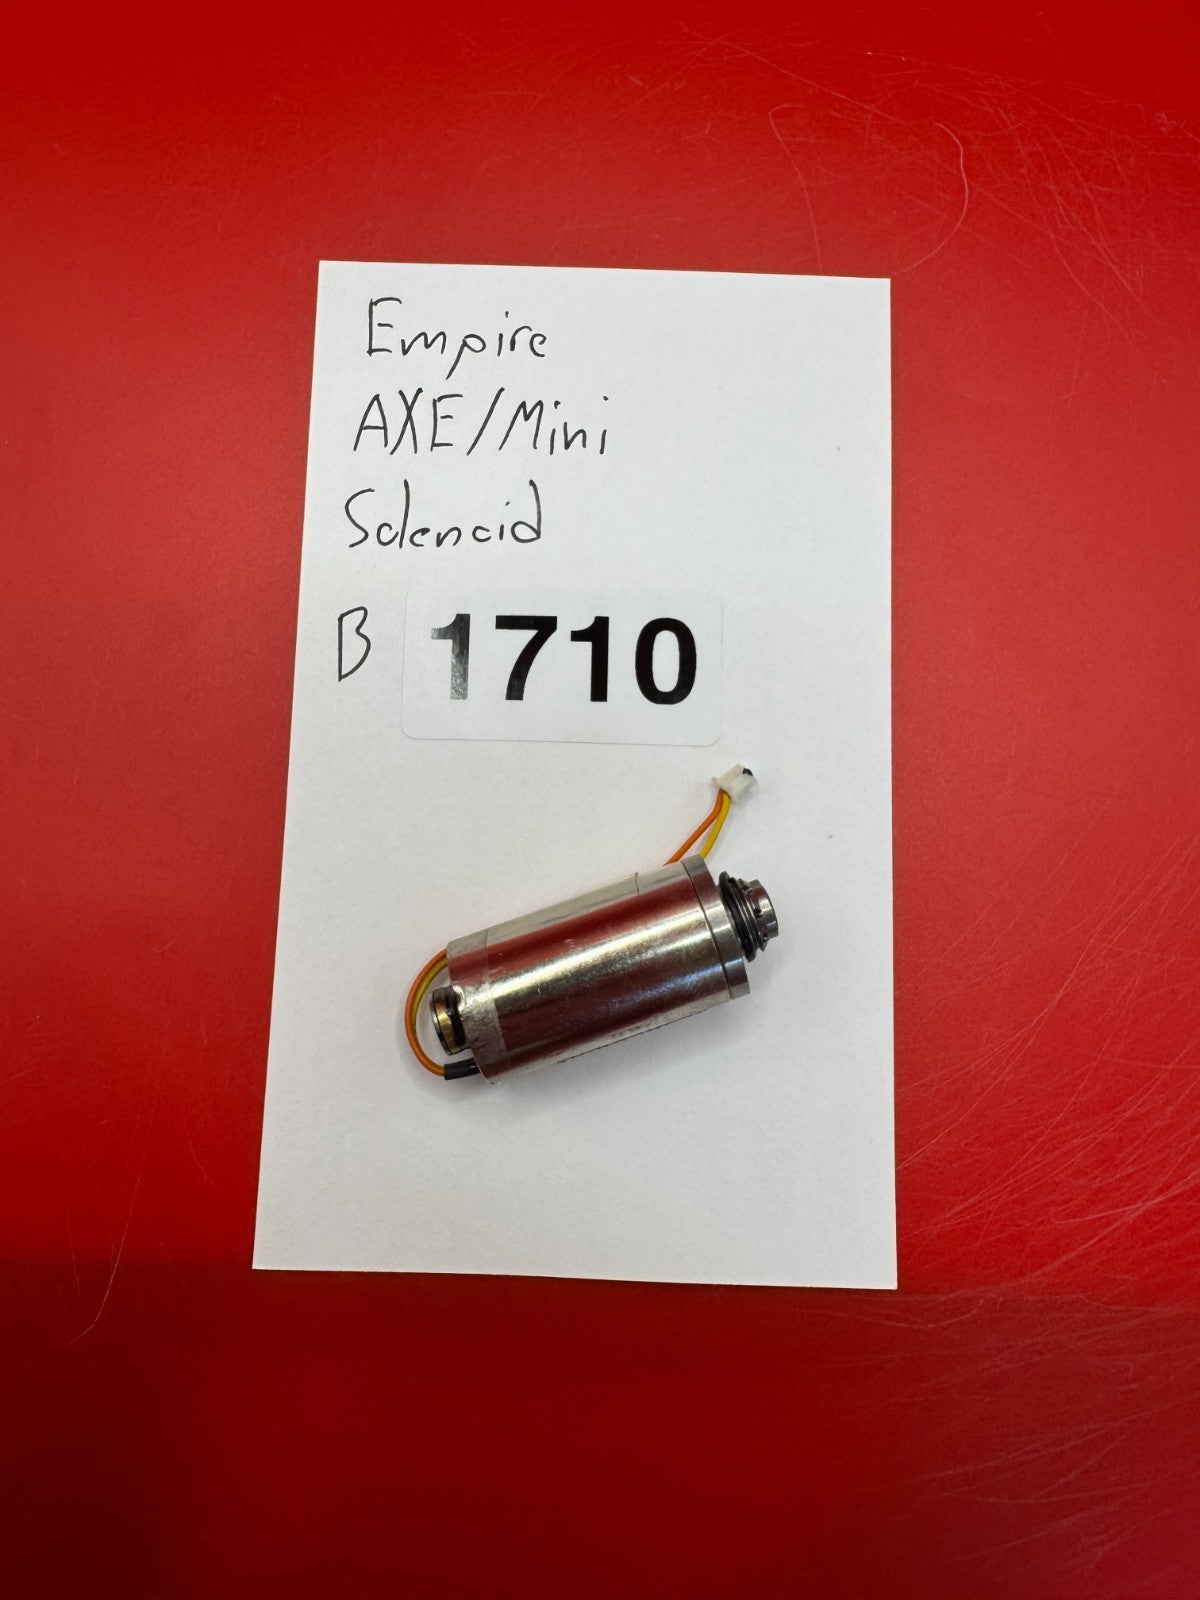 Empire
AXE/Mini
Solenoid
B 1710